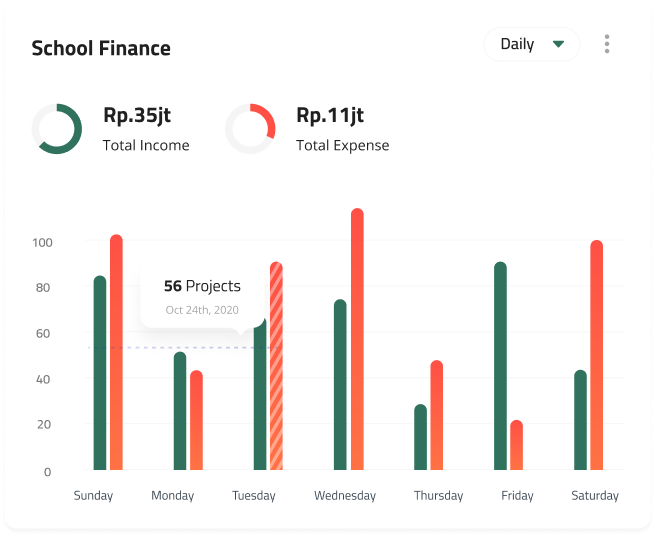 School Finance
Daily
Rp.35jt
Total Income
Rp.11jt
Total Expense
100
80
60
40
20
0
56 Projects
Oct 24th, 2020
Sunday
Monday
Tuesday
Wednesday
Thursday
Friday
Saturday